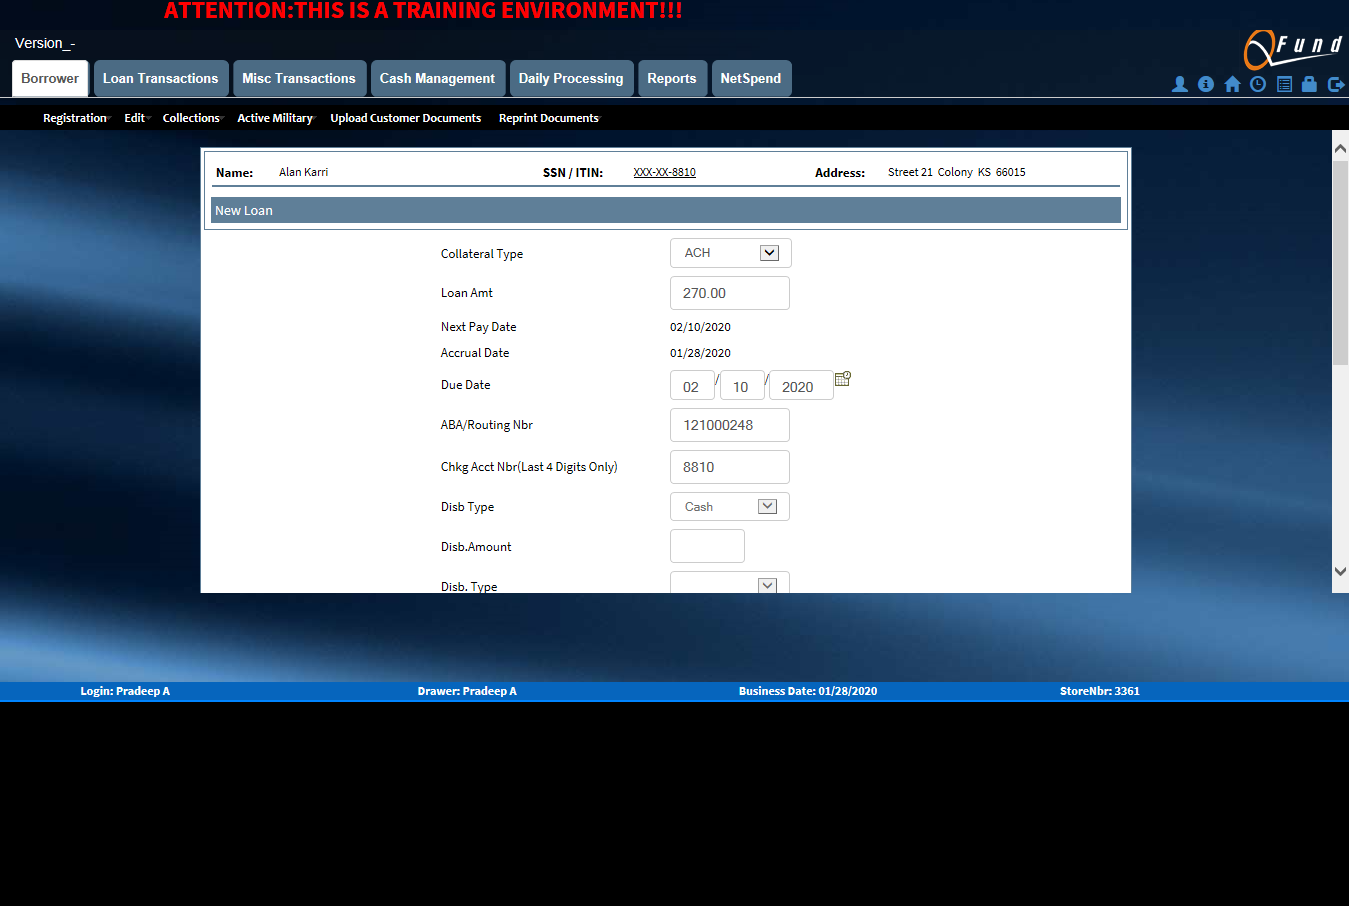 ATTENTION:THIS IS A TRAINING ENVIRONMENT!!!
Version_-
Fund
Borrower Loan Transactions Misc Transactions Cash Management Daily Processing Reports NetSpend
Registration Edit Collections Active Military Upload Customer Documents Reprint Documents
Name: Alan Karri SSN / ITIN: XXX-XX-8810 Address: Street 21 Colony KS 66015
New Loan
Collateral Type ACH
Loan Amt 270.00
Next Pay Date 02/10/2020
Accrual Date 01/28/2020
Due Date 02 / 10 / 2020
ABA/Routing Nbr 121000248
Chkg Acct Nbr(Last 4 Digits Only) 8810
Disb Type Cash
Disb.Amount
Disb. Type
Login: Pradeep A Drawer: Pradeep A Business Date: 01/28/2020 StoreNbr: 3361